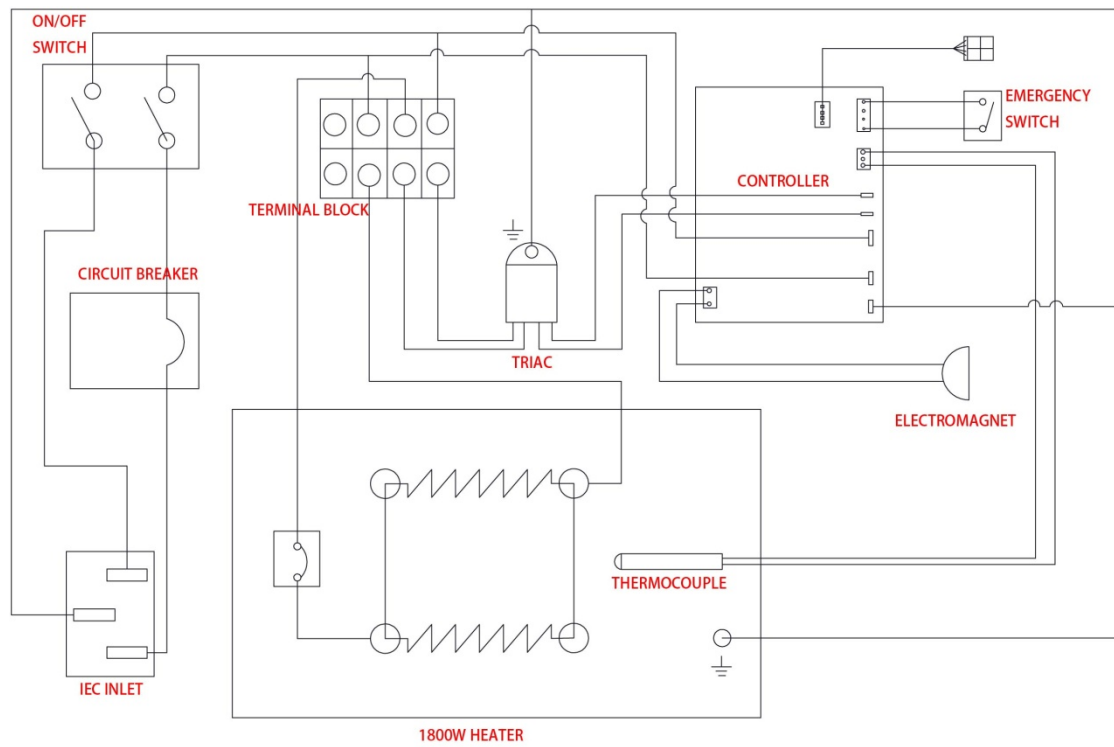 ON/OFF
SWITCH
EMERGENCY
SWITCH
CONTROLLER
TERMINAL BLOCK
CIRCUIT BREAKER
TRIAC
ELECTROMAGNET
THERMOCOUPLE
IEC INLET
1800W HEATER